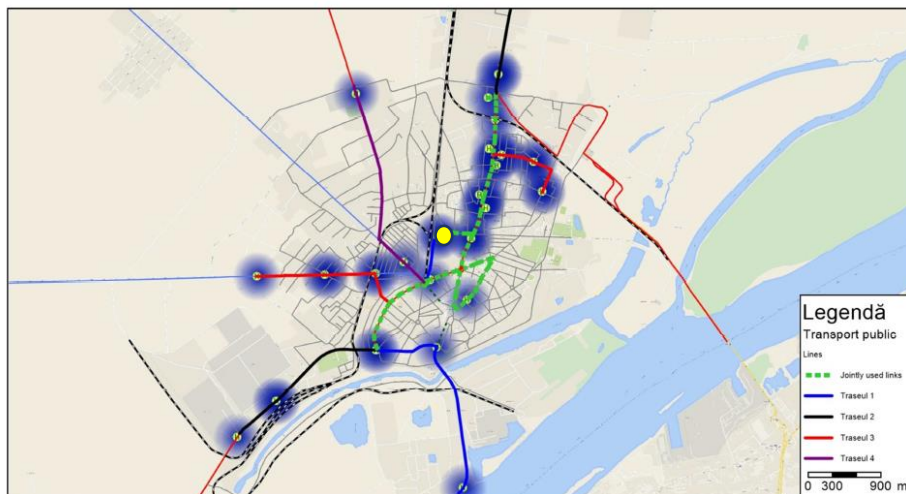 Legendă
Transport public
Lines
Jointly used links
Traseul 1
Traseul 2
Traseul 3
Traseul 4
0 300 900 m